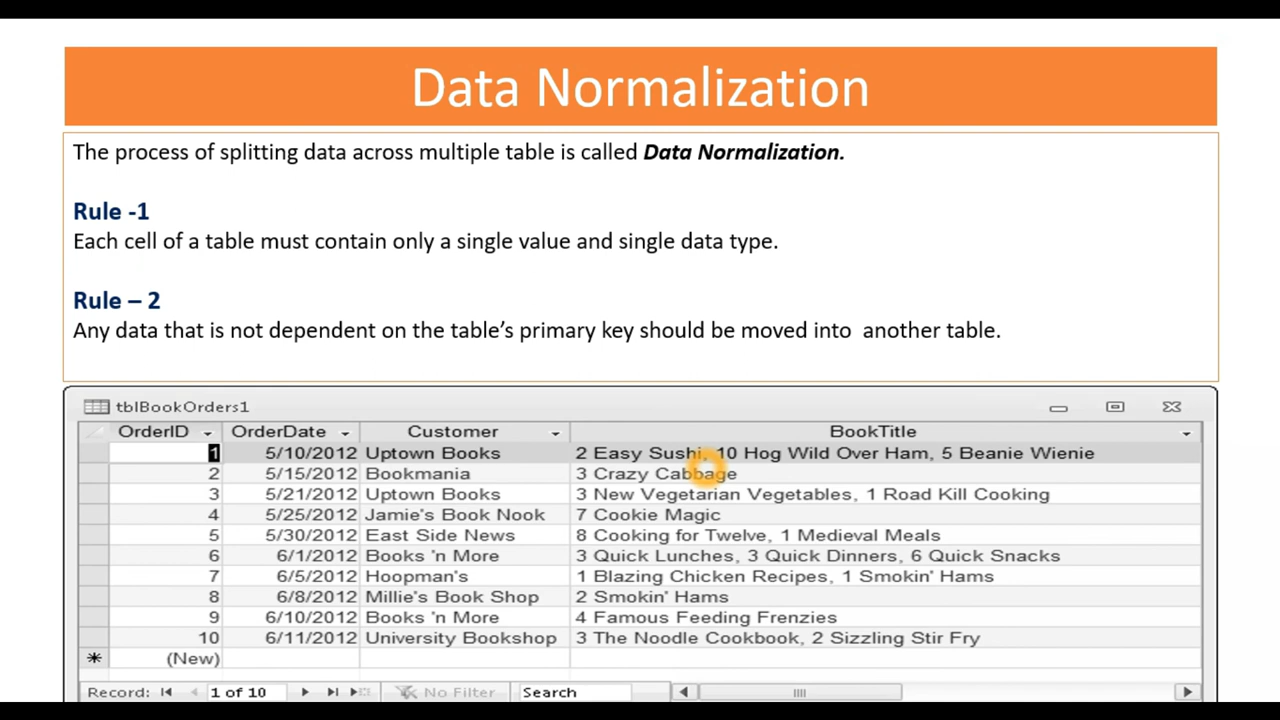 Data Normalization
The process of splitting data across multiple table is called Data Normalization.
Rule -1
Each cell of a table must contain only a single value and single data type.
Rule – 2
Any data that is not dependent on the table's primary key should be moved into another table.
tblBookOrders1
OrderID OrderDate Customer BookTitle
1 5/10/2012 Uptown Books 2 Easy Sushi, 10 Hog Wild Over Ham, 5 Beanie Wienie
2 5/15/2012 Bookmania 3 Crazy Cabbage
3 5/21/2012 Uptown Books 3 New Vegetarian Vegetables, 1 Road Kill Cooking
4 5/25/2012 Jamie's Book Nook 7 Cookie Magic
5 5/30/2012 East Side News 8 Cooking for Twelve, 1 Medieval Meals
6 6/1/2012 Books 'n More 3 Quick Lunches, 3 Quick Dinners, 6 Quick Snacks
7 6/5/2012 Hoopman's 1 Blazing Chicken Recipes, 1 Smokin' Hams
8 6/8/2012 Millie's Book Shop 2 Smokin' Hams
9 6/10/2012 Books 'n More 4 Famous Feeding Frenzies
10 6/11/2012 University Bookshop 3 The Noodle Cookbook, 2 Sizzling Stir Fry
* (New)
Record: 1 of 10 No Filter Search